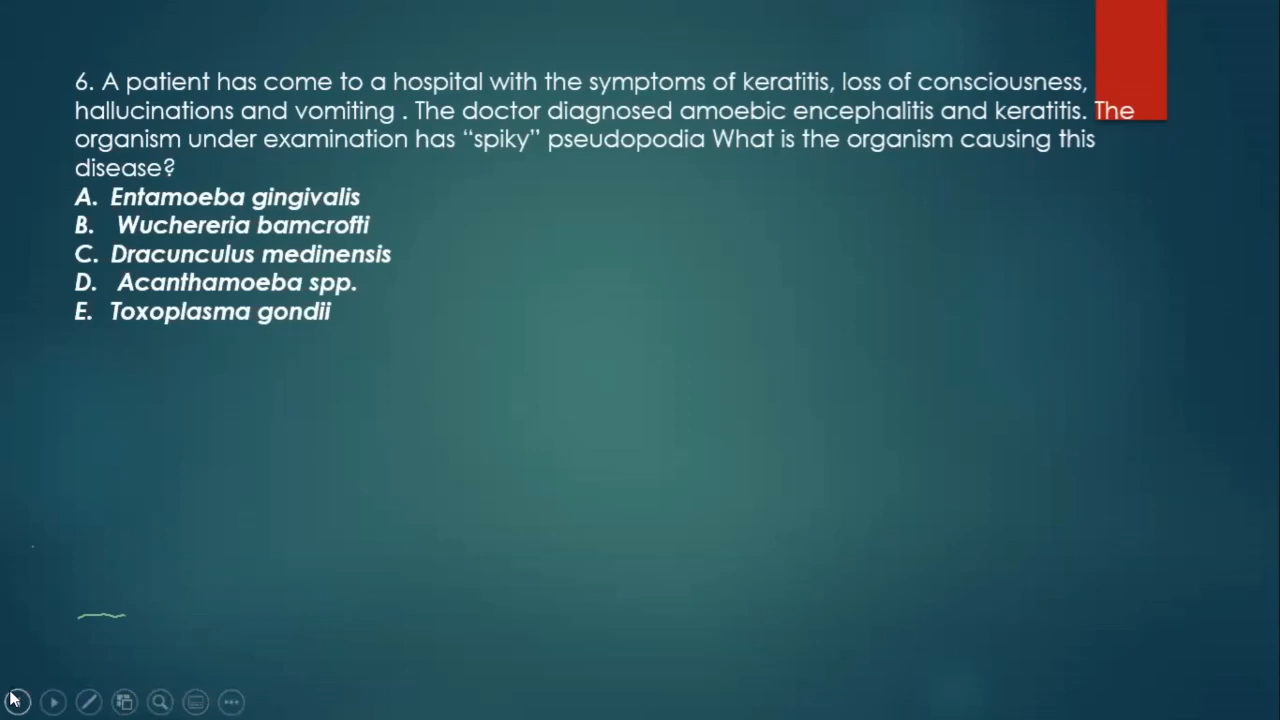 6. A patient has come to a hospital with the symptoms of keratitis, loss of consciousness,
hallucinations and vomiting . The doctor diagnosed amoebic encephalitis and keratitis. The
organism under examination has “spiky” pseudopodia What is the organism causing this
disease?
A. Entamoeba gingivalis
B. Wuchereria bamcrofti
C. Dracunculus medinensis
D. Acanthamoeba spp.
E. Toxoplasma gondii